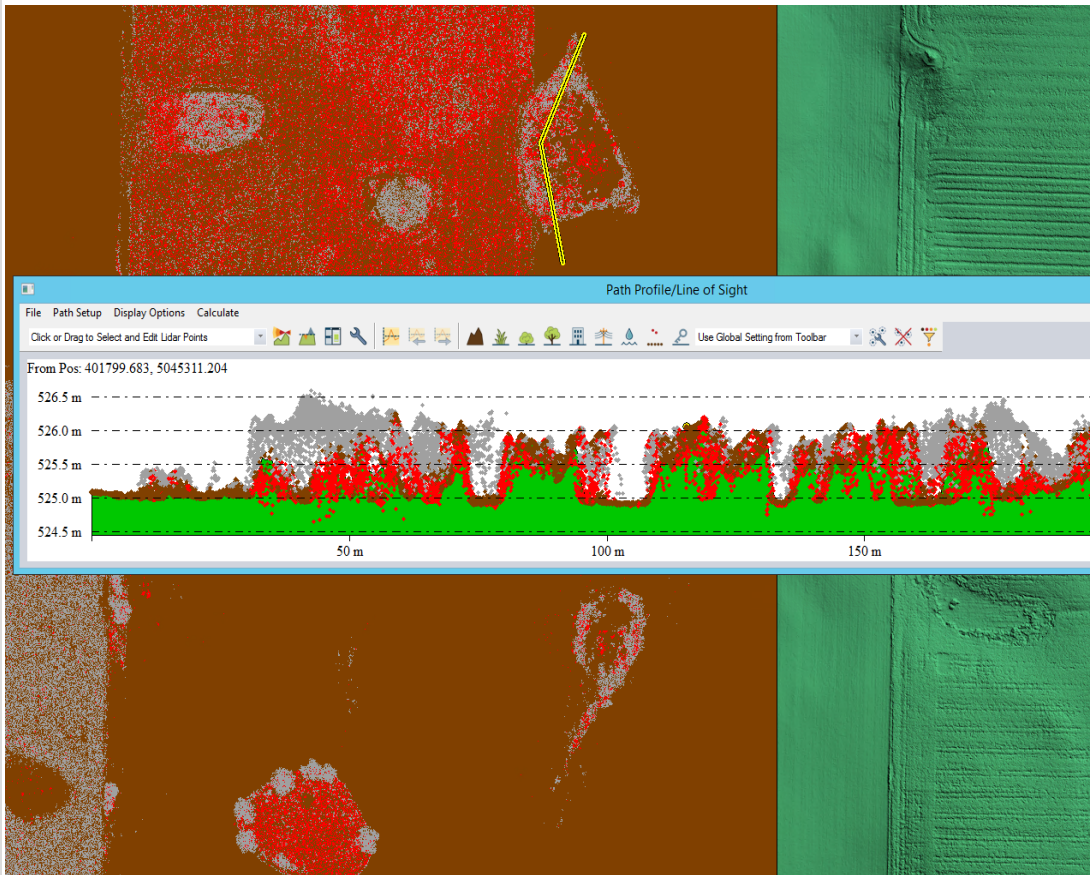 Path Profile/Line of Sight
File Path Setup Display Options Calculate
Click or Drag to Select and Edit Lidar Points Use Global Setting from Toolbar
From Pos: 401799.683, 5045311.204
526.5 m
526.0 m
525.5 m
525.0 m
524.5 m
50 m 100 m 150 m